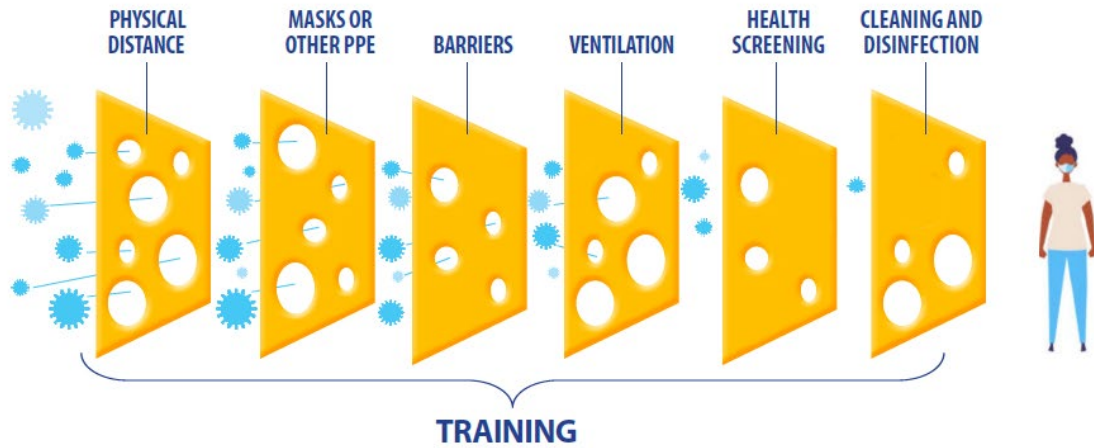 PHYSICAL
DISTANCE
MASKS OR
OTHER PPE
BARRIERS
VENTILATION
HEALTH
SCREENING
CLEANING AND
DISINFECTION
TRAINING